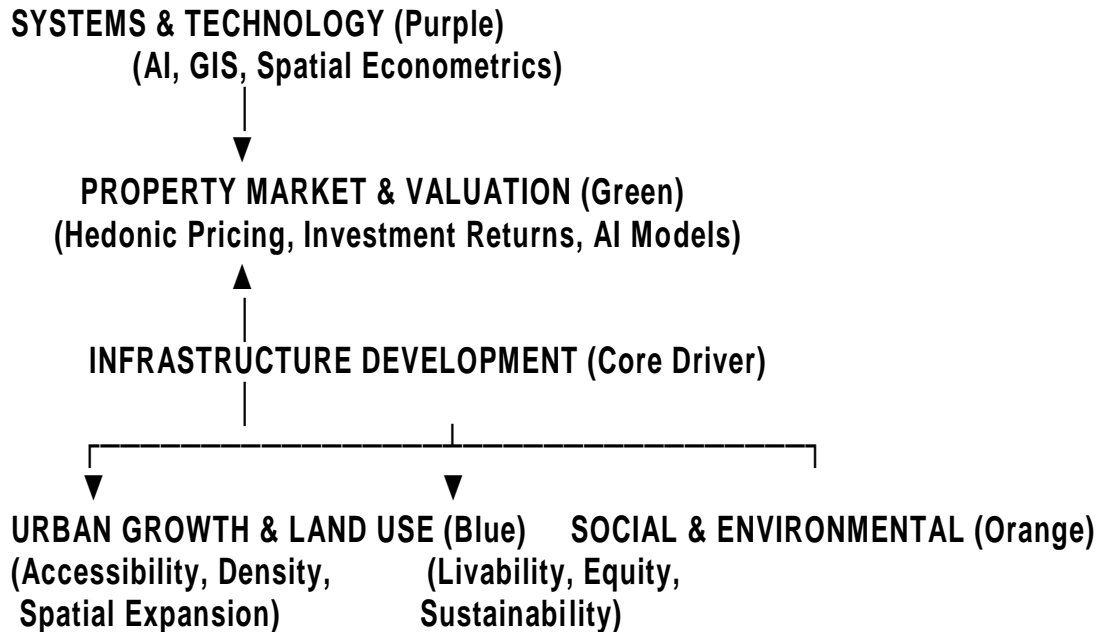 SYSTEMS & TECHNOLOGY (Purple)
(AI, GIS, Spatial Econometrics)
PROPERTY MARKET & VALUATION (Green)
(Hedonic Pricing, Investment Returns, AI Models)
INFRASTRUCTURE DEVELOPMENT (Core Driver)
URBAN GROWTH & LAND USE (Blue) SOCIAL & ENVIRONMENTAL (Orange)
(Accessibility, Density, (Livability, Equity,
Spatial Expansion) Sustainability)